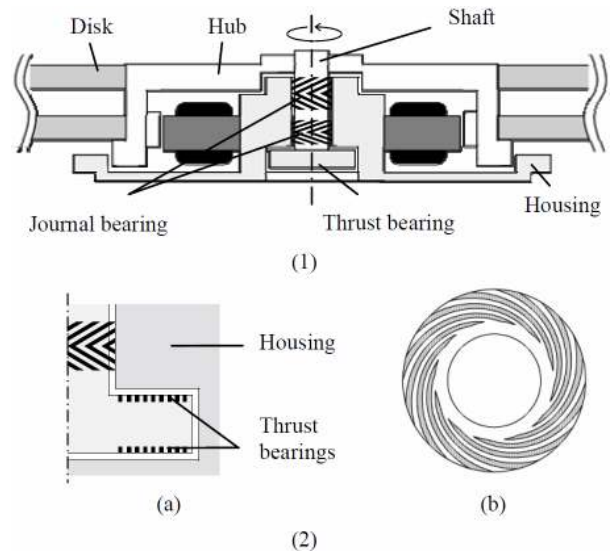 Disk
Hub
Shaft
Journal bearing
Thrust bearing
Housing
(1)
Housing
Thrust
bearings
(a)
(b)
(2)